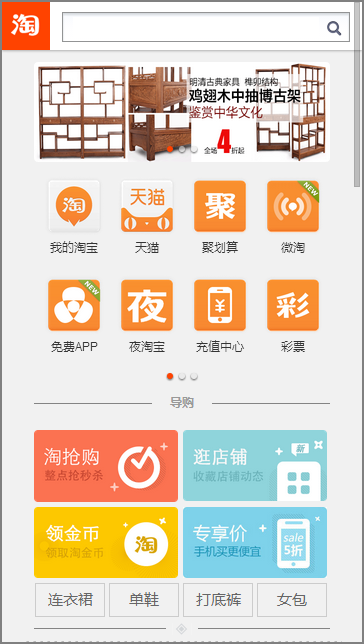 淘
明清古典家具 榫卯结构
鸡翅木中抽博古架
鉴赏中华文化
全场4折起
淘
天猫
聚
NEW
我的淘宝
天猫
聚划算
微淘
NEW
夜
¥
彩
免费APP
夜淘宝
充值中心
彩票
导购
淘抢购
整点抢秒杀
逛店铺
收藏店铺动态
新
领金币
领取淘金币
淘
专享价
手机买更便宜
sale
5折
连衣裙
单鞋
打底裤
女包